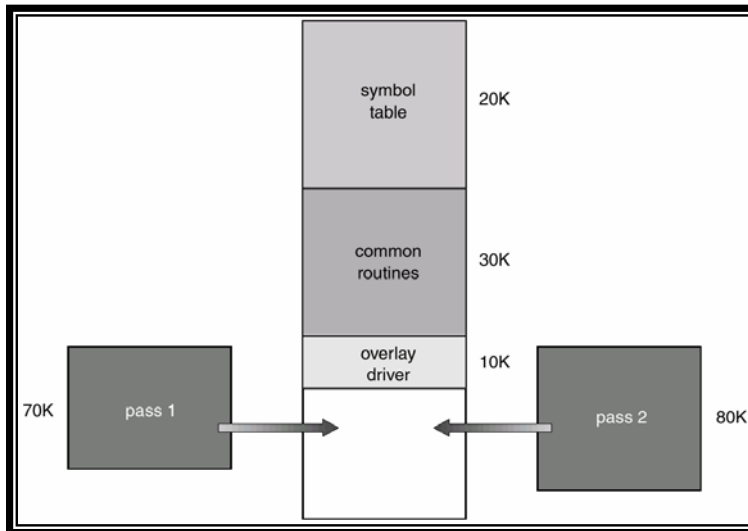 symbol
table
20K
common
routines
30K
overlay
driver
10K
70K
pass 1
pass 2
80K